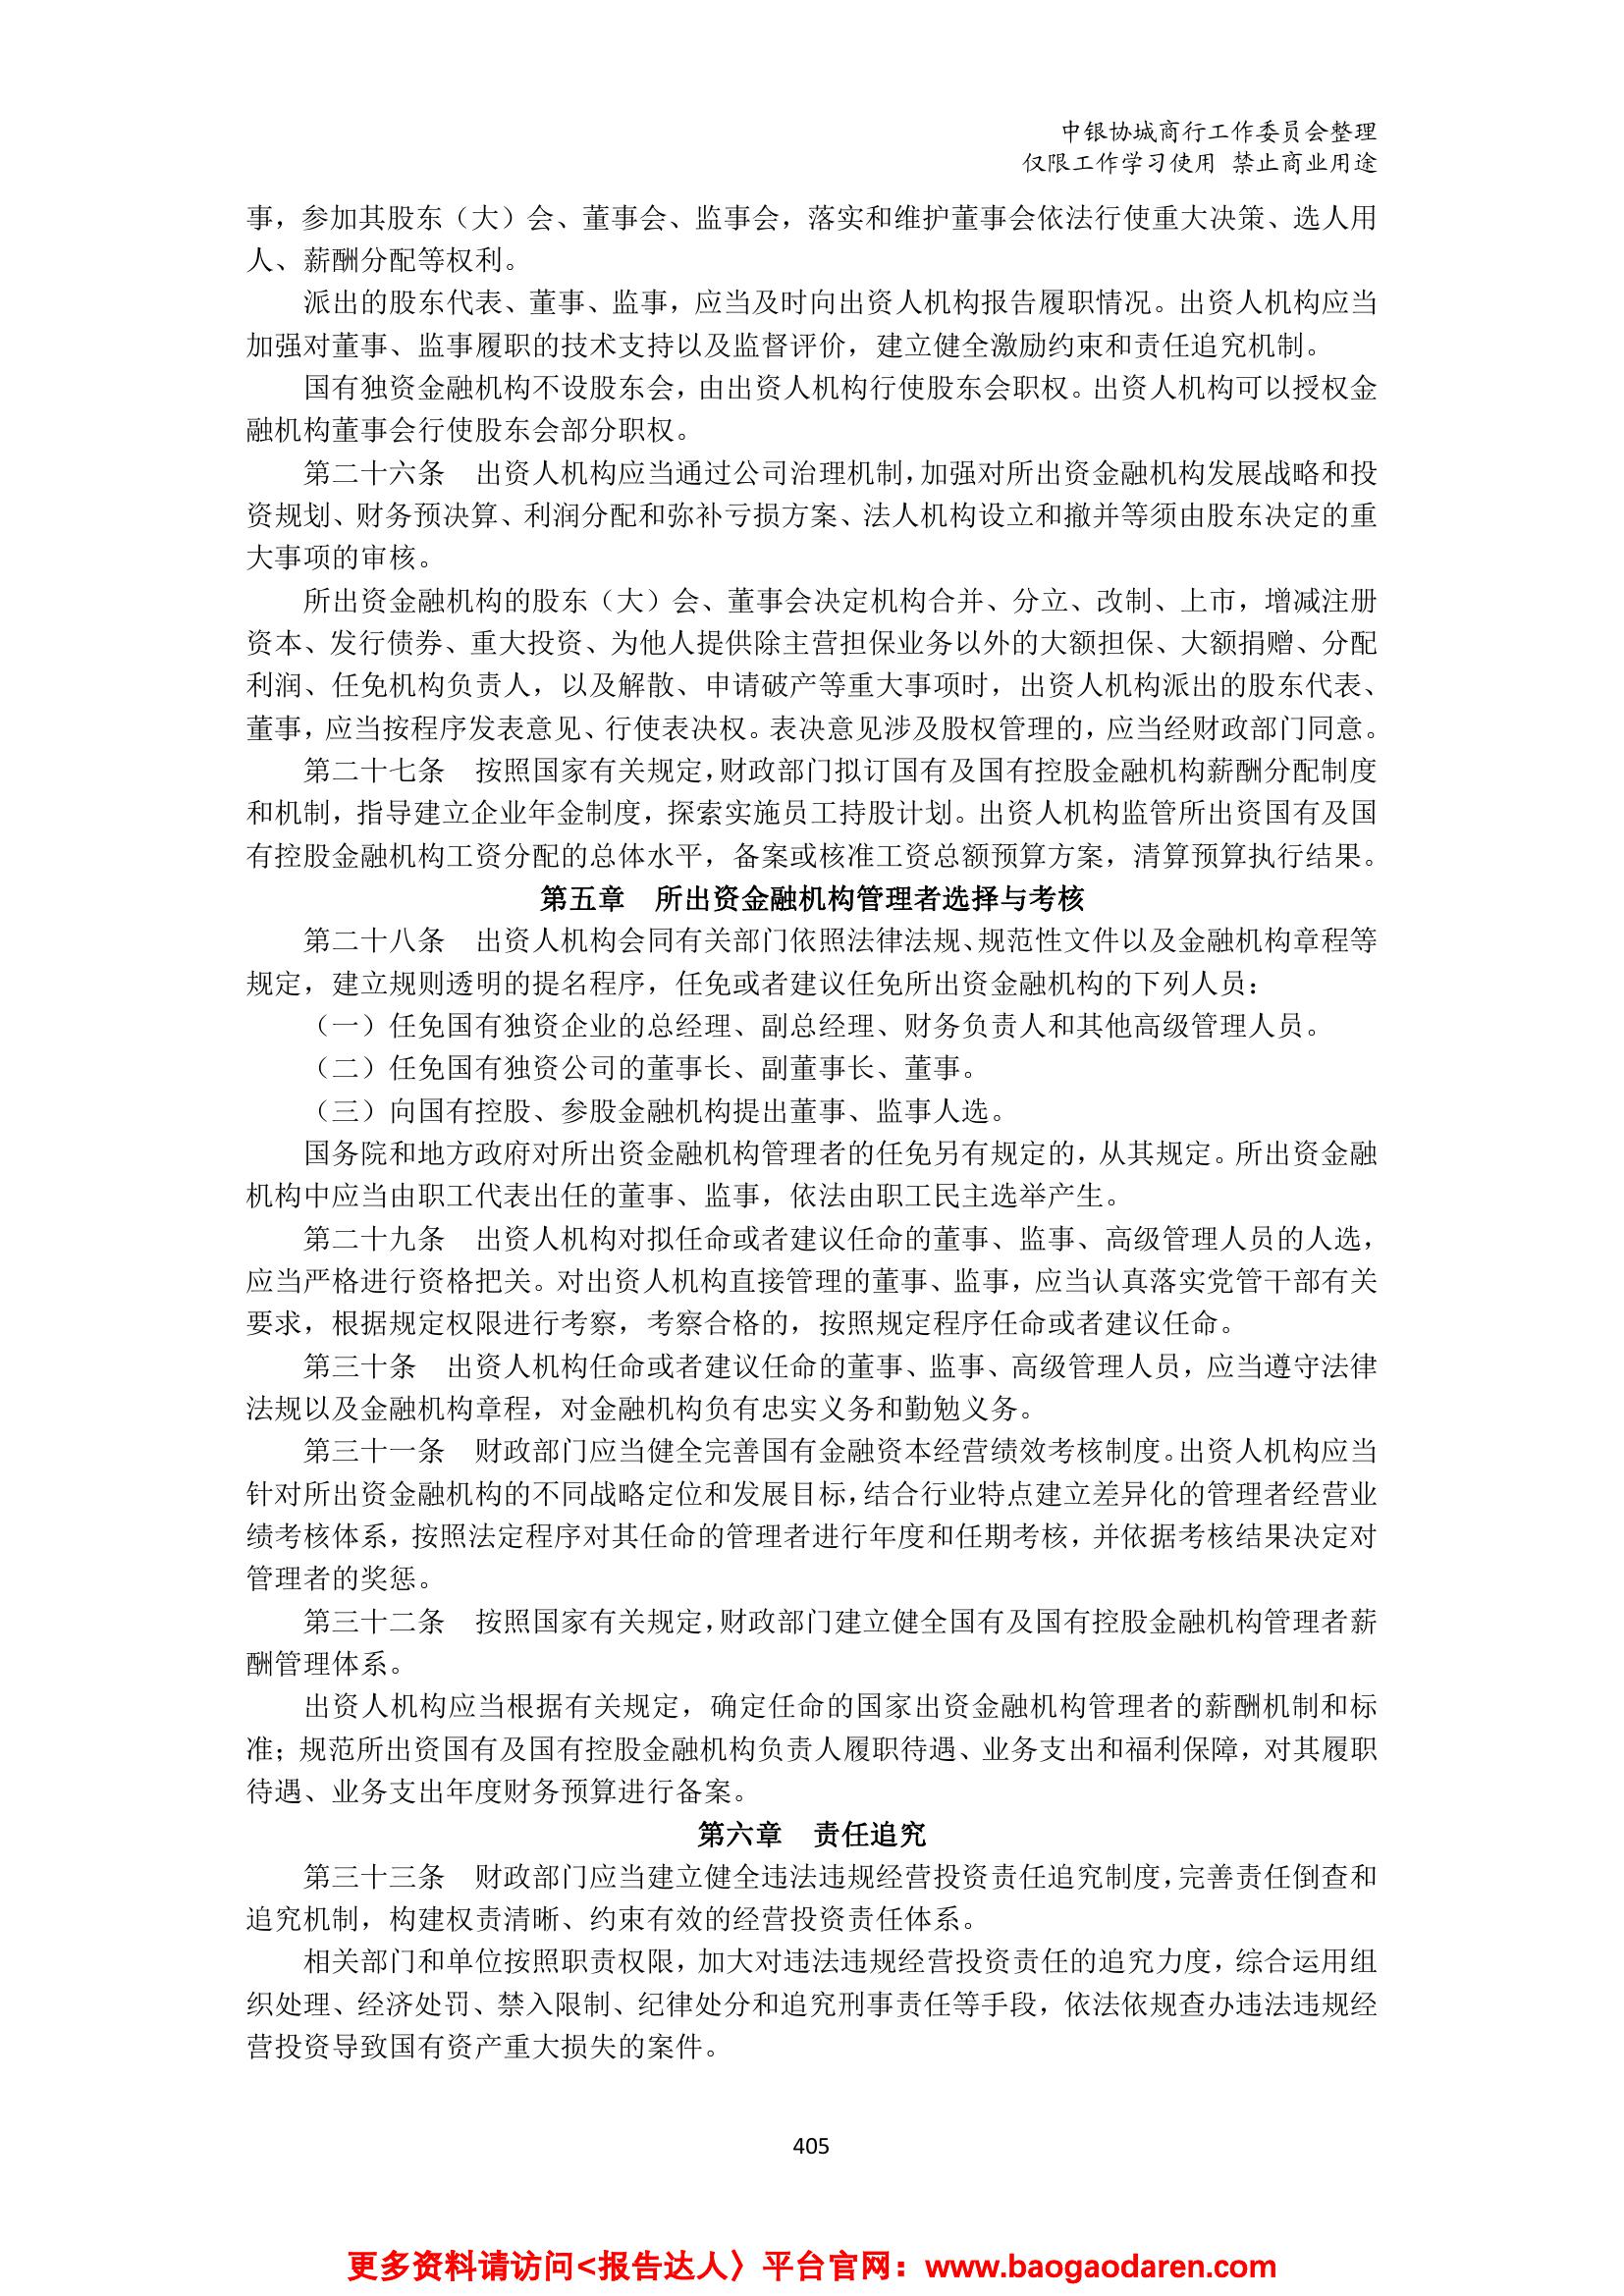 中银协城商行工作委员会整理
仅限工作学习使用 禁止商业用途
事，参加其股东（大）会、董事会、监事会，落实和维护董事会依法行使重大决策、选人用
人、薪酬分配等权利。
派出的股东代表、董事、监事，应当及时向出资人机构报告履职情况。出资人机构应当
加强对董事、监事履职的技术支持以及监督评价，建立健全激励约束和责任追究机制。
国有独资金融机构不设股东会，由出资人机构行使股东会职权。出资人机构可以授权金
融机构董事会行使股东会部分职权。
第二十六条 出资人机构应当通过公司治理机制，加强对所出资金融机构发展战略和投
资规划、财务预决算、利润分配和弥补亏损方案、法人机构设立和撤并等须由股东决定的重
大事项的审核。
所出资金融机构的股东（大）会、董事会决定机构合并、分立、改制、上市，增减注册
资本、发行债券、重大投资、为他人提供除主营担保业务以外的大额担保、大额捐赠、分配
利润、任免机构负责人，以及解散、申请破产等重大事项时，出资人机构派出的股东代表、
董事，应当按程序发表意见、行使表决权。表决意见涉及股权管理的，应当经财政部门同意。
第二十七条 按照国家有关规定，财政部门拟订国有及国有控股金融机构薪酬分配制度
和机制，指导建立企业年金制度，探索实施员工持股计划。出资人机构监管所出资国有及国
有控股金融机构工资分配的总体水平，备案或核准工资总额预算方案，清算预算执行结果。
第五章 所出资金融机构管理者选择与考核
第二十八条 出资人机构会同有关部门依照法律法规、规范性文件以及金融机构章程等
规定，建立规则透明的提名程序，任免或者建议任免所出资金融机构的下列人员：
（一）任免国有独资企业的总经理、副总经理、财务负责人和其他高级管理人员。
（二）任免国有独资公司的董事长、副董事长、董事。
（三）向国有控股、参股金融机构提出董事、监事人选。
国务院和地方政府对所出资金融机构管理者的任免另有规定的，从其规定。所出资金融
机构中应当由职工代表出任的董事、监事，依法由职工民主选举产生。
第二十九条 出资人机构对拟任命或者建议任命的董事、监事、高级管理人员的人选，
应当严格进行资格把关。对出资人机构直接管理的董事、监事，应当认真落实党管干部有关
要求，根据规定权限进行考察，考察合格的，按照规定程序任命或者建议任命。
第三十条 出资人机构任命或者建议任命的董事、监事、高级管理人员，应当遵守法律
法规以及金融机构章程，对金融机构负有忠实义务和勤勉义务。
第三十一条 财政部门应当健全完善国有金融资本经营绩效考核制度。出资人机构应当
针对所出资金融机构的不同战略定位和发展目标，结合行业特点建立差异化的管理者经营业
绩考核体系，按照法定程序对其任命的管理者进行年度和任期考核，并依据考核结果决定对
管理者的奖惩。
第三十二条 按照国家有关规定，财政部门建立健全国有及国有控股金融机构管理者薪
酬管理体系。
出资人机构应当根据有关规定，确定任命的国家出资金融机构管理者的薪酬机制和标
准；规范所出资国有及国有控股金融机构负责人履职待遇、业务支出和福利保障，对其履职
待遇、业务支出年度财务预算进行备案。
第六章 责任追究
第三十三条 财政部门应当建立健全违法违规经营投资责任追究制度，完善责任倒查和
追究机制，构建权责清晰、约束有效的经营投资责任体系。
相关部门和单位按照职责权限，加大对违法违规经营投资责任的追究力度，综合运用组
织处理、经济处罚、禁入限制、纪律处分和追究刑事责任等手段，依法依规查办违法违规经
营投资导致国有资产重大损失的案件。
405
更多资料请访问<报告达人〉平台官网：www.baogaodaren.com